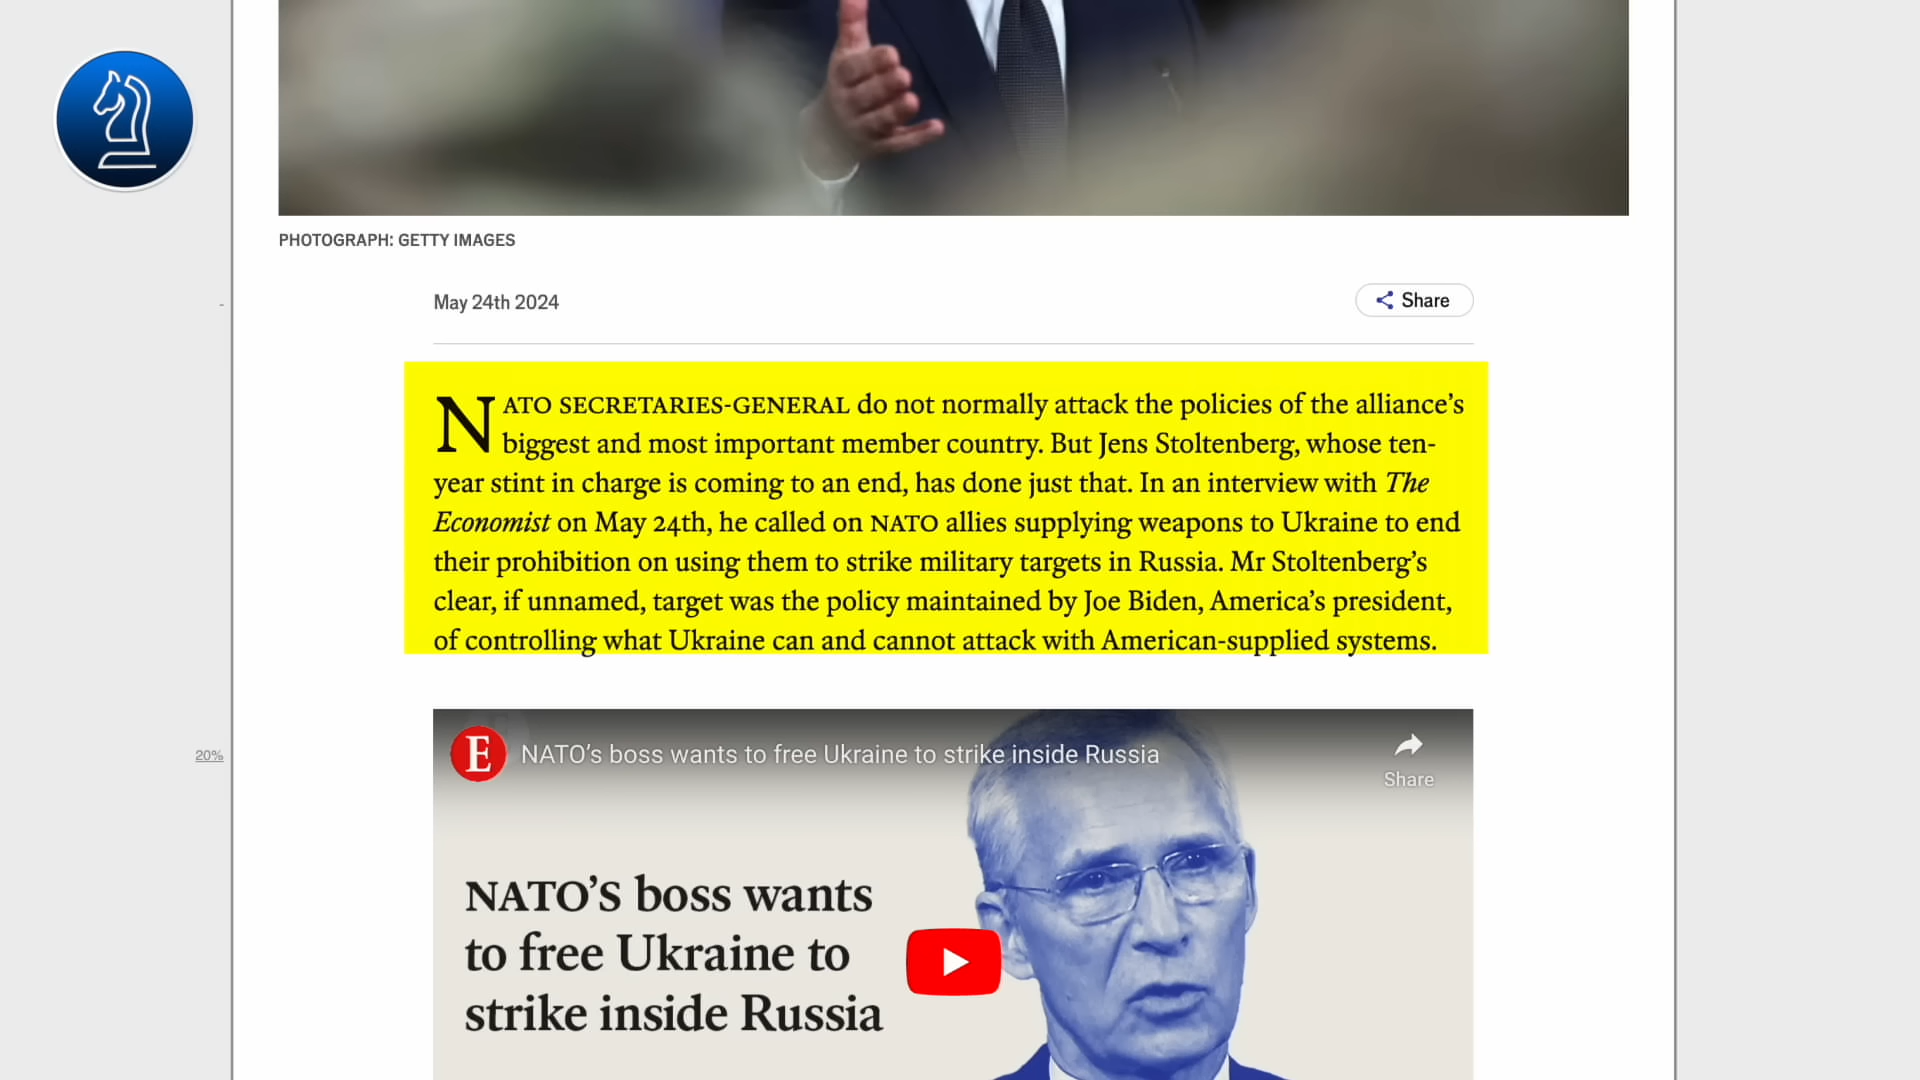 PHOTOGRAPH: GETTY IMAGES
May 24th 2024
Share
NATO SECRETARIES-GENERAL do not normally attack the policies of the alliance’s
biggest and most important member country. But Jens Stoltenberg, whose ten-
year stint in charge is coming to an end, has done just that. In an interview with The
Economist on May 24th, he called on NATO allies supplying weapons to Ukraine to end
their prohibition on using them to strike military targets in Russia. Mr Stoltenberg’s
clear, if unnamed, target was the policy maintained by Joe Biden, America’s president,
of controlling what Ukraine can and cannot attack with American-supplied systems.
20%
E
NATO’s boss wants to free Ukraine to strike inside Russia
Share
NATO’S boss wants
to free Ukraine to
strike inside Russia